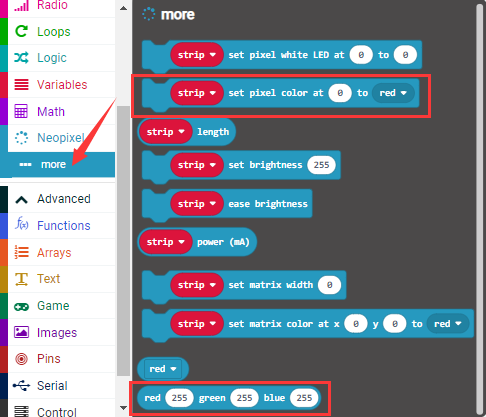 Radio
Loops
Logic
Variables
Math
Neopixel
more
Advanced
Functions
Arrays
Text
Game
Images
Pins
Serial
Control
more
strip set pixel white LED at 0 to 0
strip set pixel color at 0 to red
strip length
strip set brightness 255
strip ease brightness
strip power (mA)
strip set matrix width 0
strip set matrix color at x 0 y 0 to red
red
red 255 green 255 blue 255